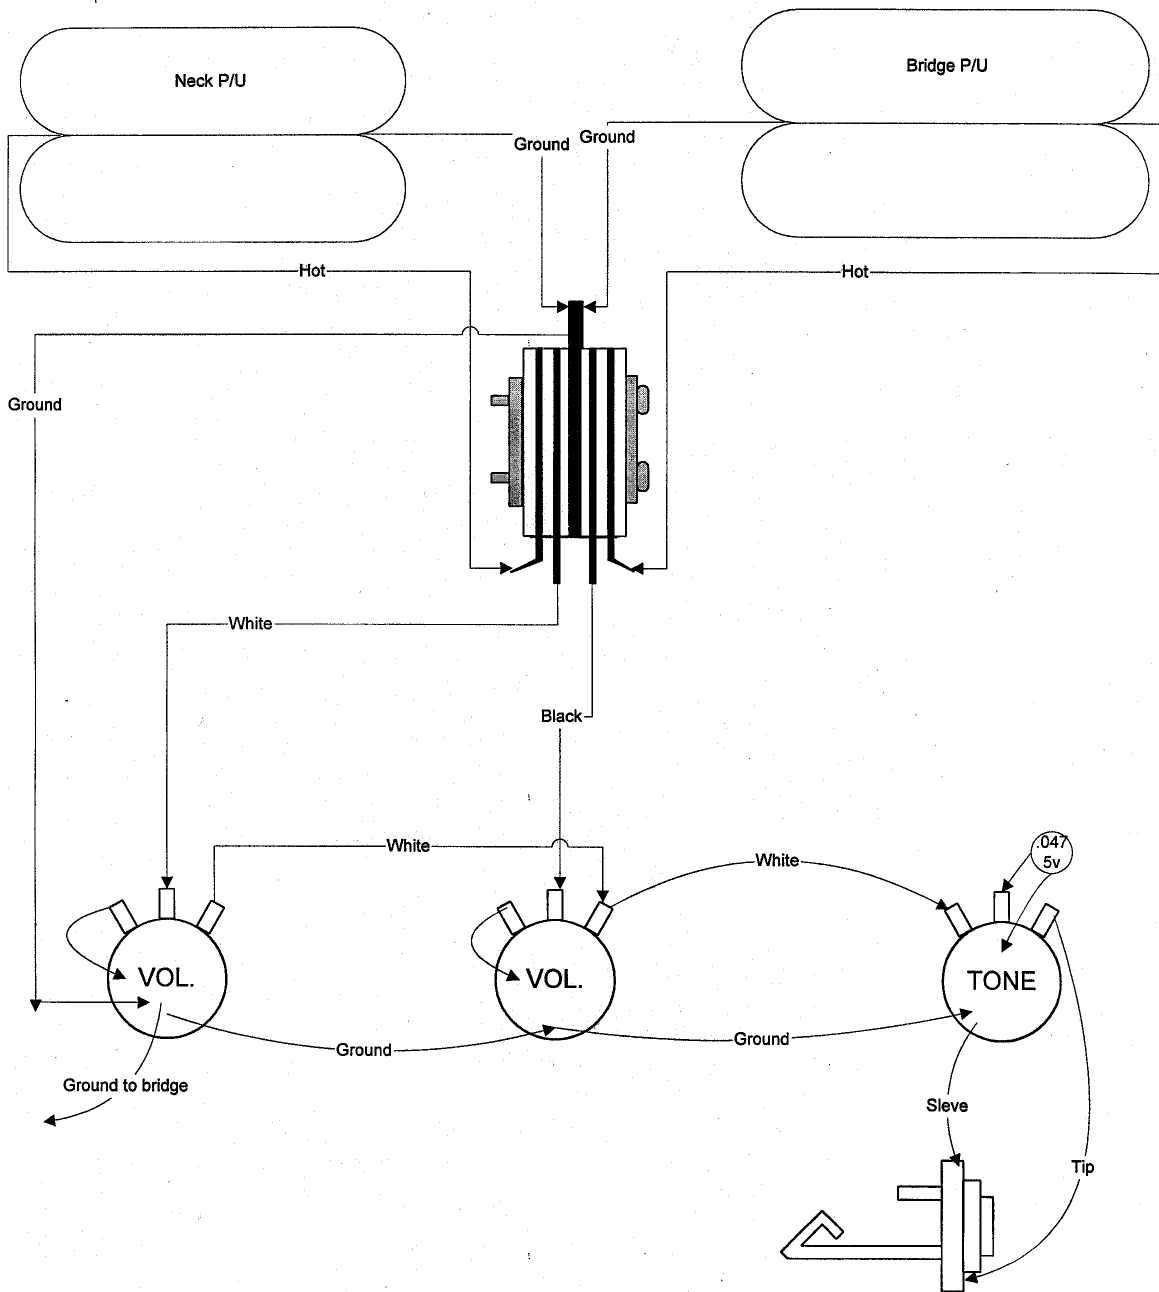 Neck P/U
Bridge P/U
Ground
Ground
Hot
Hot
Ground
White
Black
White
White
.047
5v
VOL.
VOL.
TONE
Ground
Ground
Ground to bridge
Sleve
Tip